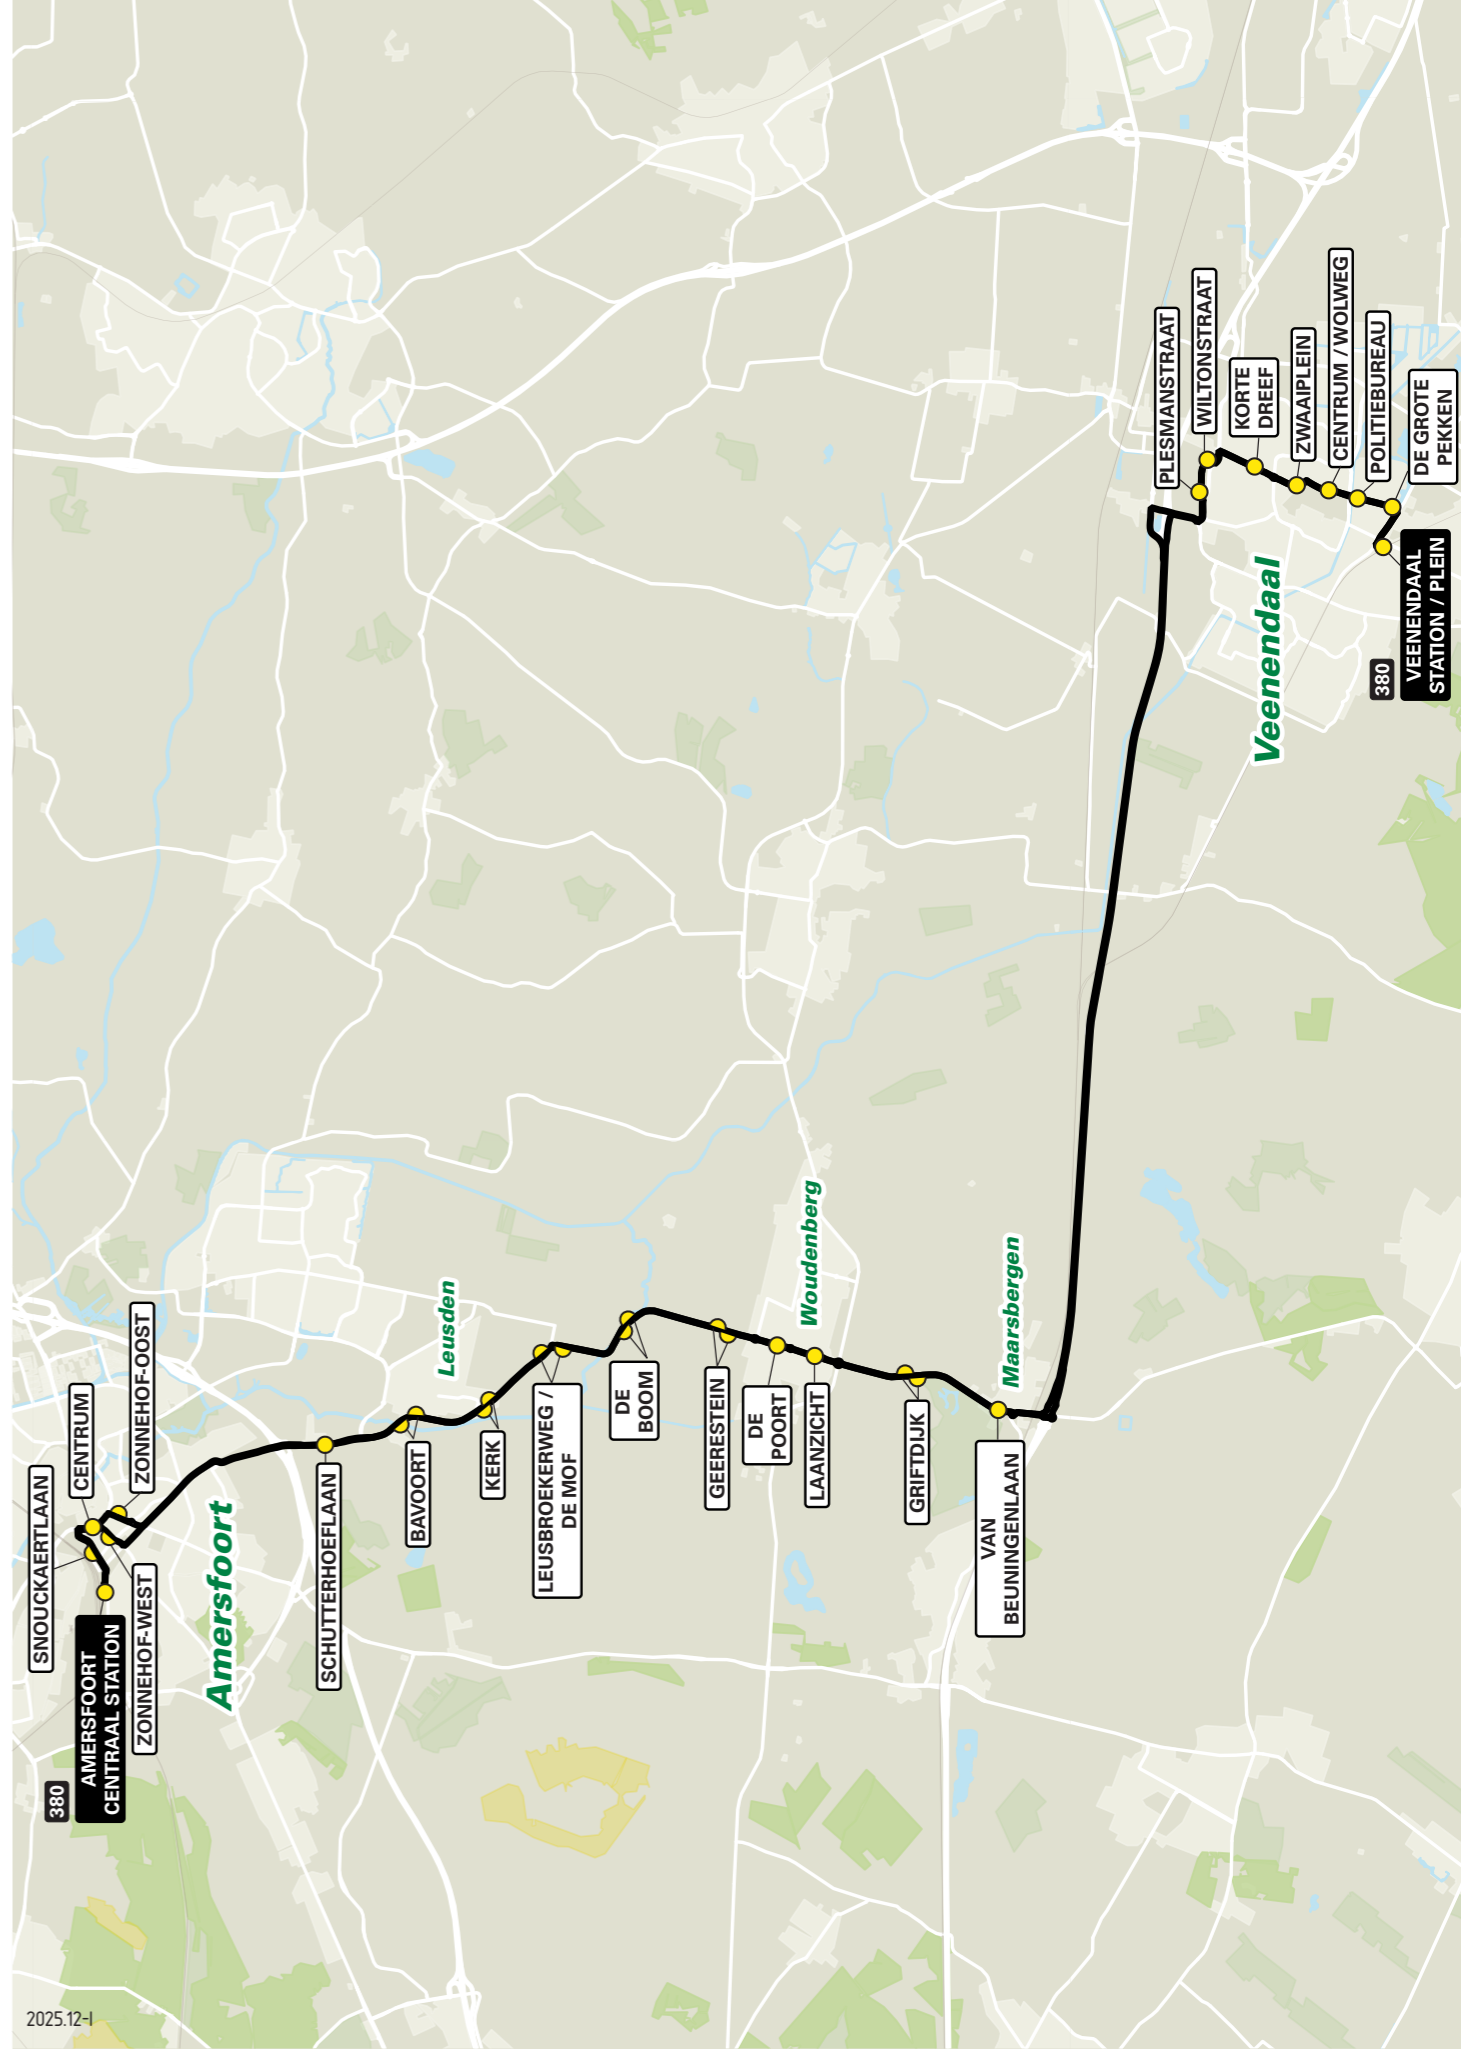 2025.12-I
380
AMERSFOORT
CENTRAAL STATION
SNOUCKAERTLAAN
CENTRUM
ZONNEHOF-OOST
ZONNEHOF-WEST
Amersfoort
SCHUTTERHOEFLAAN
BAVOORT
Leusden
KERK
LEUSBROEKERWEG /
DE MOF
DE
BOOM
GEERESTEIN
DE
POORT
Woudenberg
LAANZICHT
GRIFTDIJK
VAN
BEUNINGENLAAN
Maarsbergen
PLESMANSTRAAT
WILTONSTRAAT
KORTE
DREEF
ZWAAIPLEIN
CENTRUM / WOLWEG
POLITIEBUREAU
DE GROTE
PEKKEN
Veenendaal
380
VEENENDAAL
STATION / PLEIN